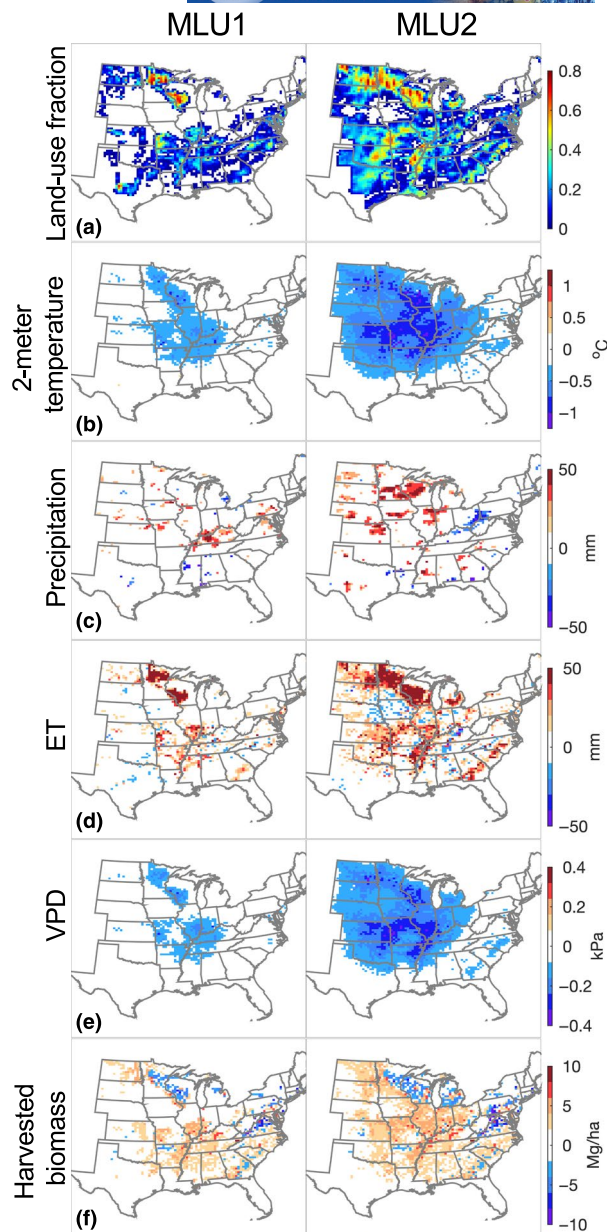 MLU1 MLU2
Land-use fraction
(a)
0.8
0.6
0.4
0.2
0
2-meter temperature
(b)
1
0.5
0
−0.5
−1
°C
Precipitation
(c)
50
0
−50
mm
ET
(d)
50
0
−50
mm
VPD
(e)
0.4
0.2
0
−0.2
−0.4
kPa
Harvested biomass
(f)
10
5
0
−5
−10
Mg/ha